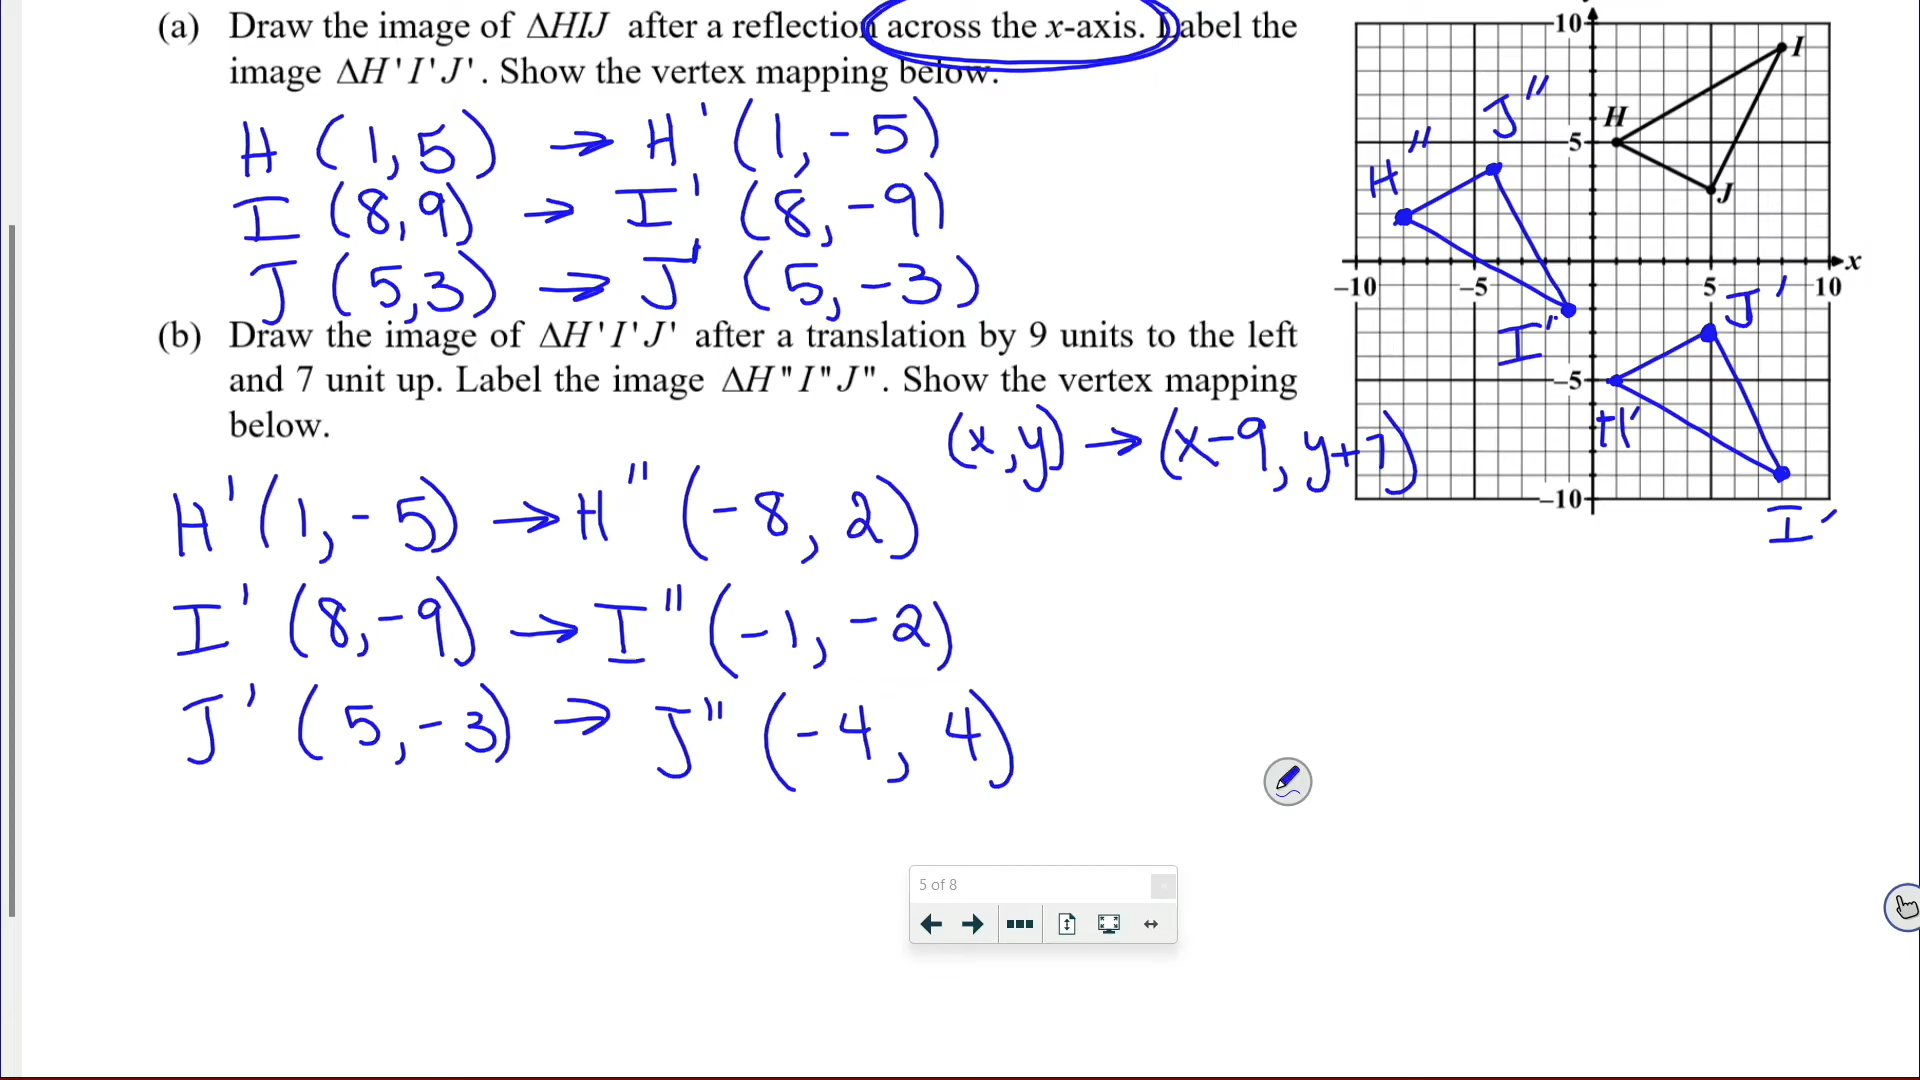 (a) Draw the image of ΔHIJ after a reflection across the x-axis. Label the
image ΔH'I'J'. Show the vertex mapping below.
H (1,5) → H' (1,-5)
I (8,9) → I' (8,-9)
J (5,3) → J' (5,-3)
(b) Draw the image of ΔH'I'J' after a translation by 9 units to the left
and 7 unit up. Label the image ΔH"I"J". Show the vertex mapping
below.
(x,y) → (x-9, y+7)
H' (1,-5) → H" (-8, 2)
I' (8,-9) → I" (-1, -2)
J' (5,-3) → J" (-4, 4)
10
I
J"
H
5
H"
J
x
-10
-5
5
10
J'
I"
-5
H'
-10
I'
5 of 8